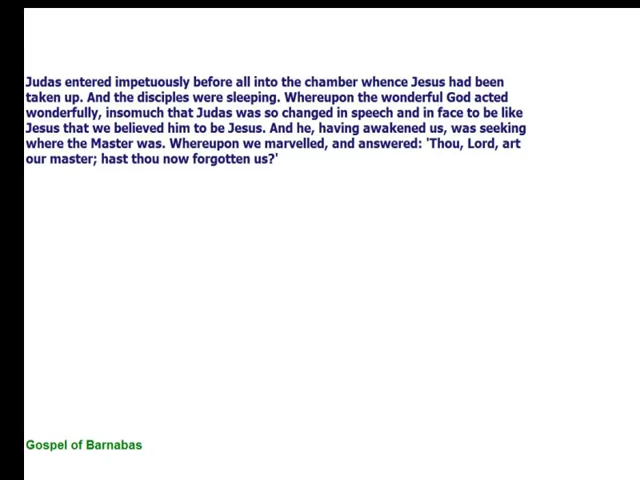 Judas entered impetuously before all into the chamber whence Jesus had been
taken up. And the disciples were sleeping. Whereupon the wonderful God acted
wonderfully, insomuch that Judas was so changed in speech and in face to be like
Jesus that we believed him to be Jesus. And he, having awakened us, was seeking
where the Master was. Whereupon we marvelled, and answered: 'Thou, Lord, art
our master; hast thou now forgotten us?'
Gospel of Barnabas